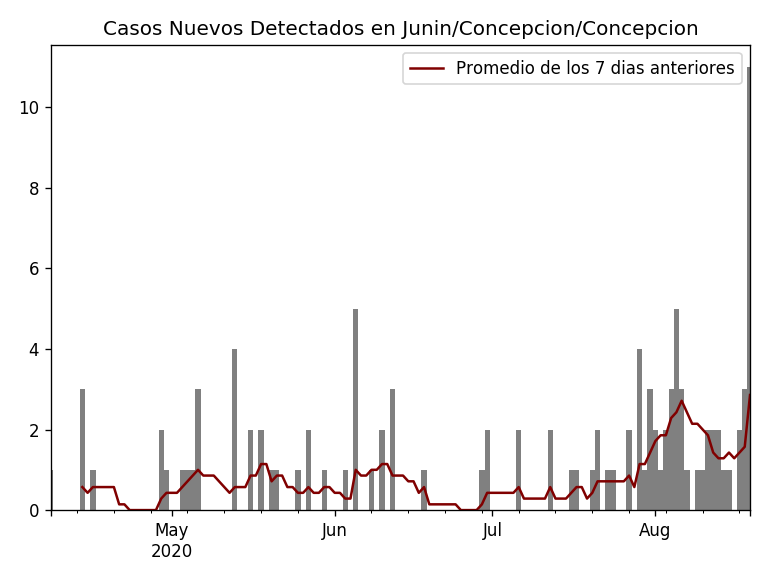 Casos Nuevos Detectados en Junin/Concepcion/Concepcion
Promedio de los 7 dias anteriores
10
8
6
4
2
0
May
2020
Jun
Jul
Aug